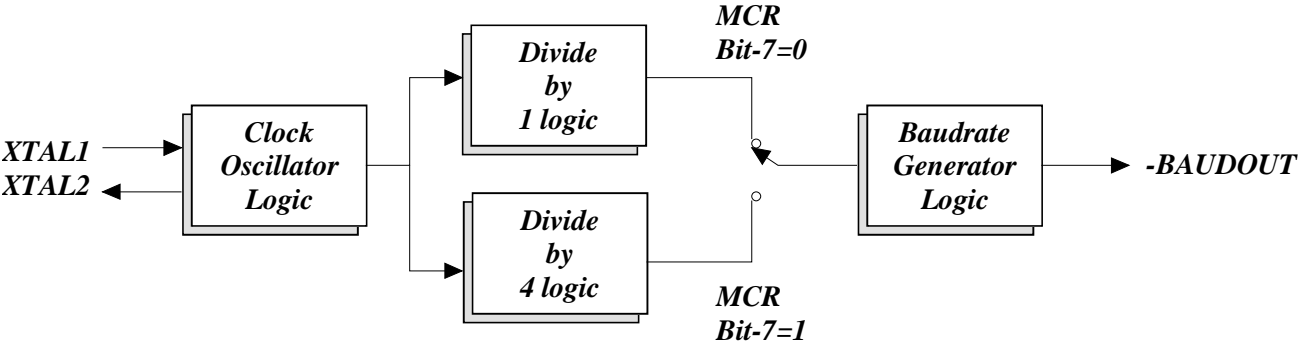 XTAL1
XTAL2
Clock
Oscillator
Logic
Divide
by
1 logic
Divide
by
4 logic
MCR
Bit-7=0
MCR
Bit-7=1
Baudrate
Generator
Logic
-BAUDOUT